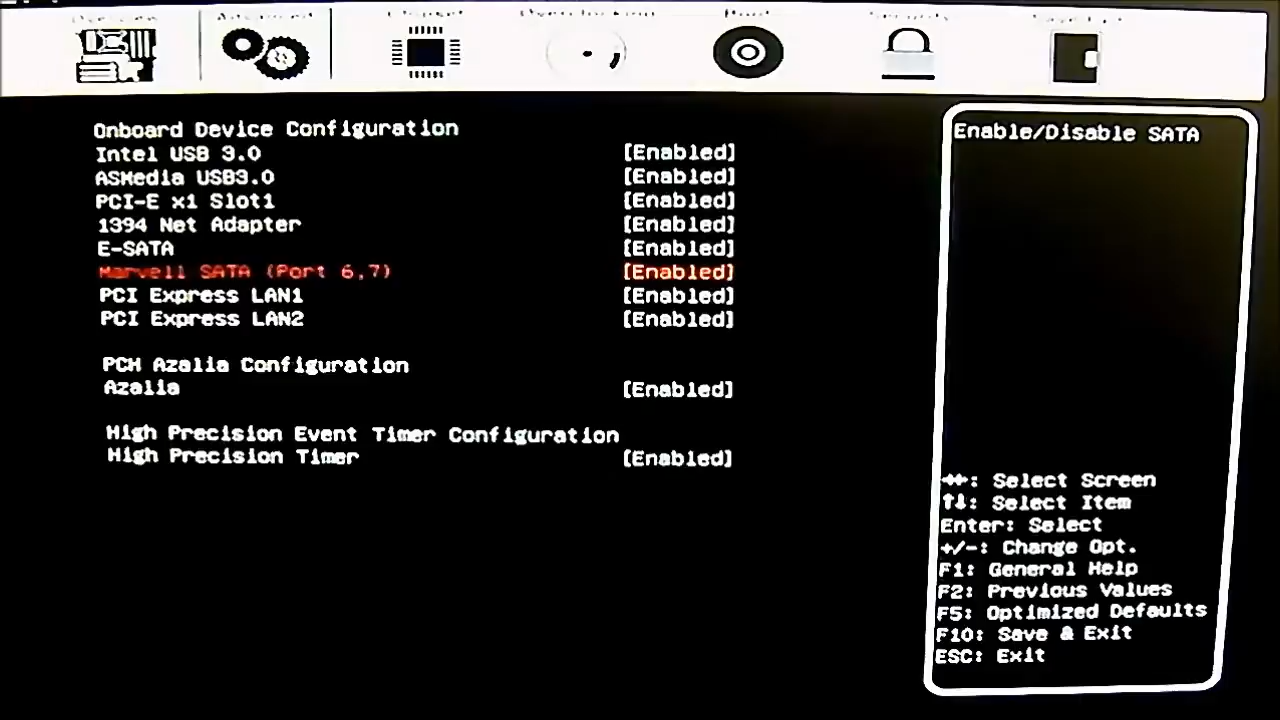 Onboard Device Configuration
Intel USB 3.0 [Enabled]
ASMedia USB3.0 [Enabled]
PCI-E x1 Slot1 [Enabled]
1394 Net Adapter [Enabled]
E-SATA [Enabled]
Marvell SATA (Port 6,7) [Enabled]
PCI Express LAN1 [Enabled]
PCI Express LAN2 [Enabled]
PCH Azalia Configuration
Azalia [Enabled]
High Precision Event Timer Configuration
High Precision Timer [Enabled]
Enable/Disable SATA
→←: Select Screen
↑↓: Select Item
Enter: Select
+/-: Change Opt.
F1: General Help
F2: Previous Values
F5: Optimized Defaults
F10: Save & Exit
ESC: Exit